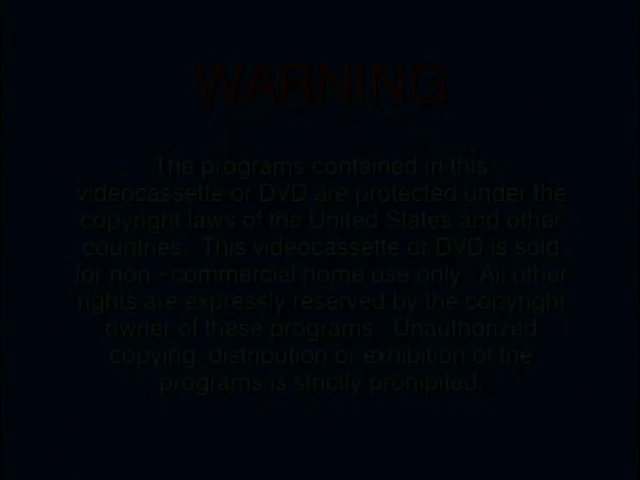 WARNING
The programs contained in this
videocassette or DVD are protected under the
copyright laws of the United States and other
countries. This videocassette or DVD is sold
for non-commercial home use only. All other
rights are expressly reserved by the copyright
owner of these programs. Unauthorized
copying, distribution or exhibition of the
programs is strictly prohibited.